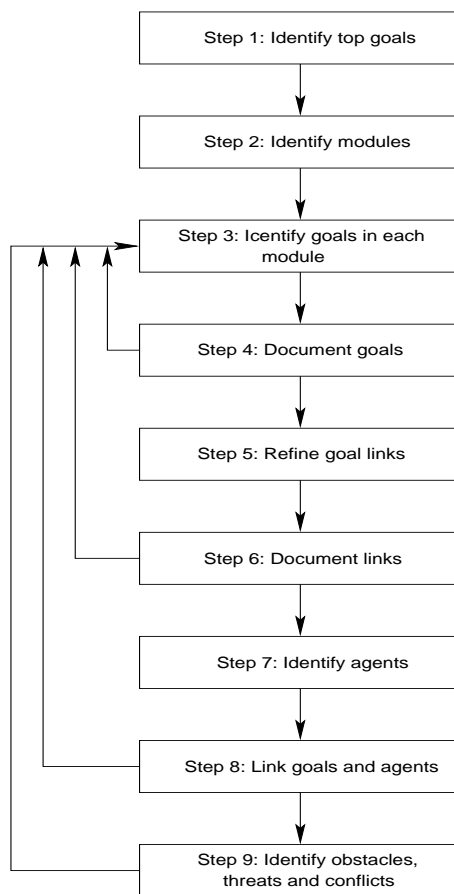 Step 1: Identify top goals
Step 2: Identify modules
Step 3: Icentify goals in each
module
Step 4: Document goals
Step 5: Refine goal links
Step 6: Document links
Step 7: Identify agents
Step 8: Link goals and agents
Step 9: Identify obstacles,
threats and conflicts